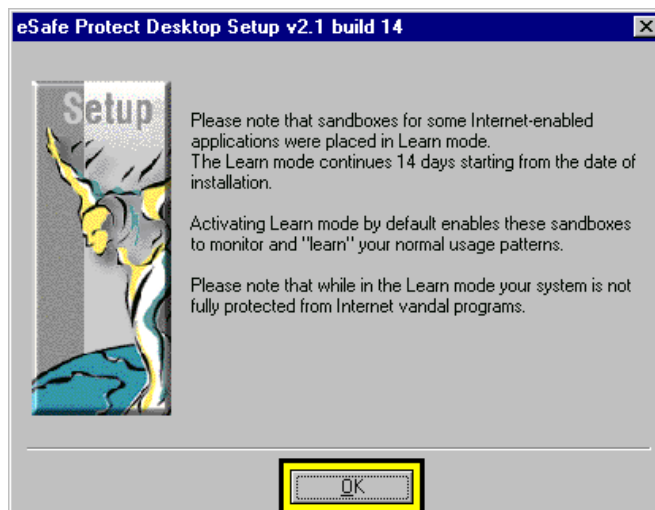 eSafe Protect Desktop Setup v2.1 build 14
Setup
Please note that sandboxes for some Internet-enabled
applications were placed in Learn mode.
The Learn mode continues 14 days starting from the date of
installation.
Activating Learn mode by default enables these sandboxes
to monitor and "learn" your normal usage patterns.
Please note that while in the Learn mode your system is not
fully protected from Internet vandal programs.
OK